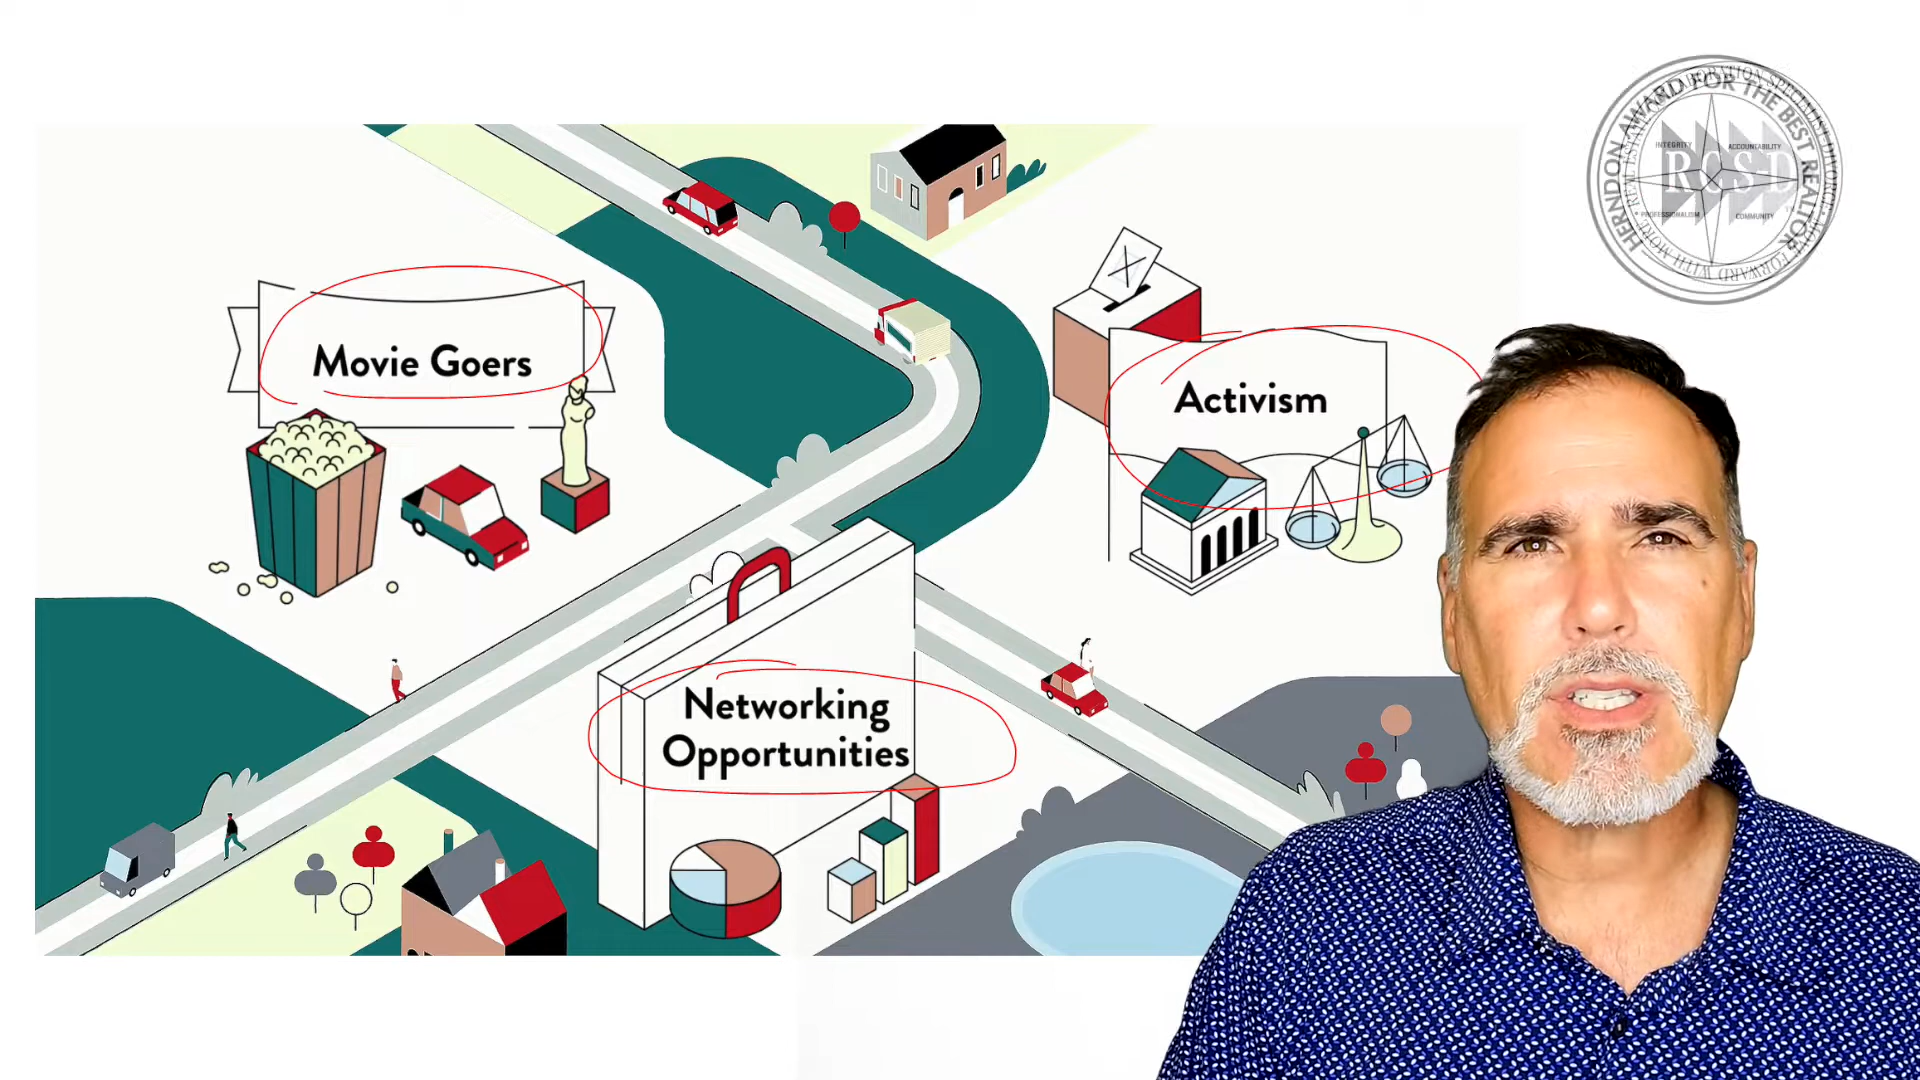 HERNDON AWARD FOR THE BEST REALTOR
INTEGRITY
ACCOUNTABILITY
RCSD
PROFESSIONALISM
COMMUNITY
Movie Goers
Activism
Networking
Opportunities